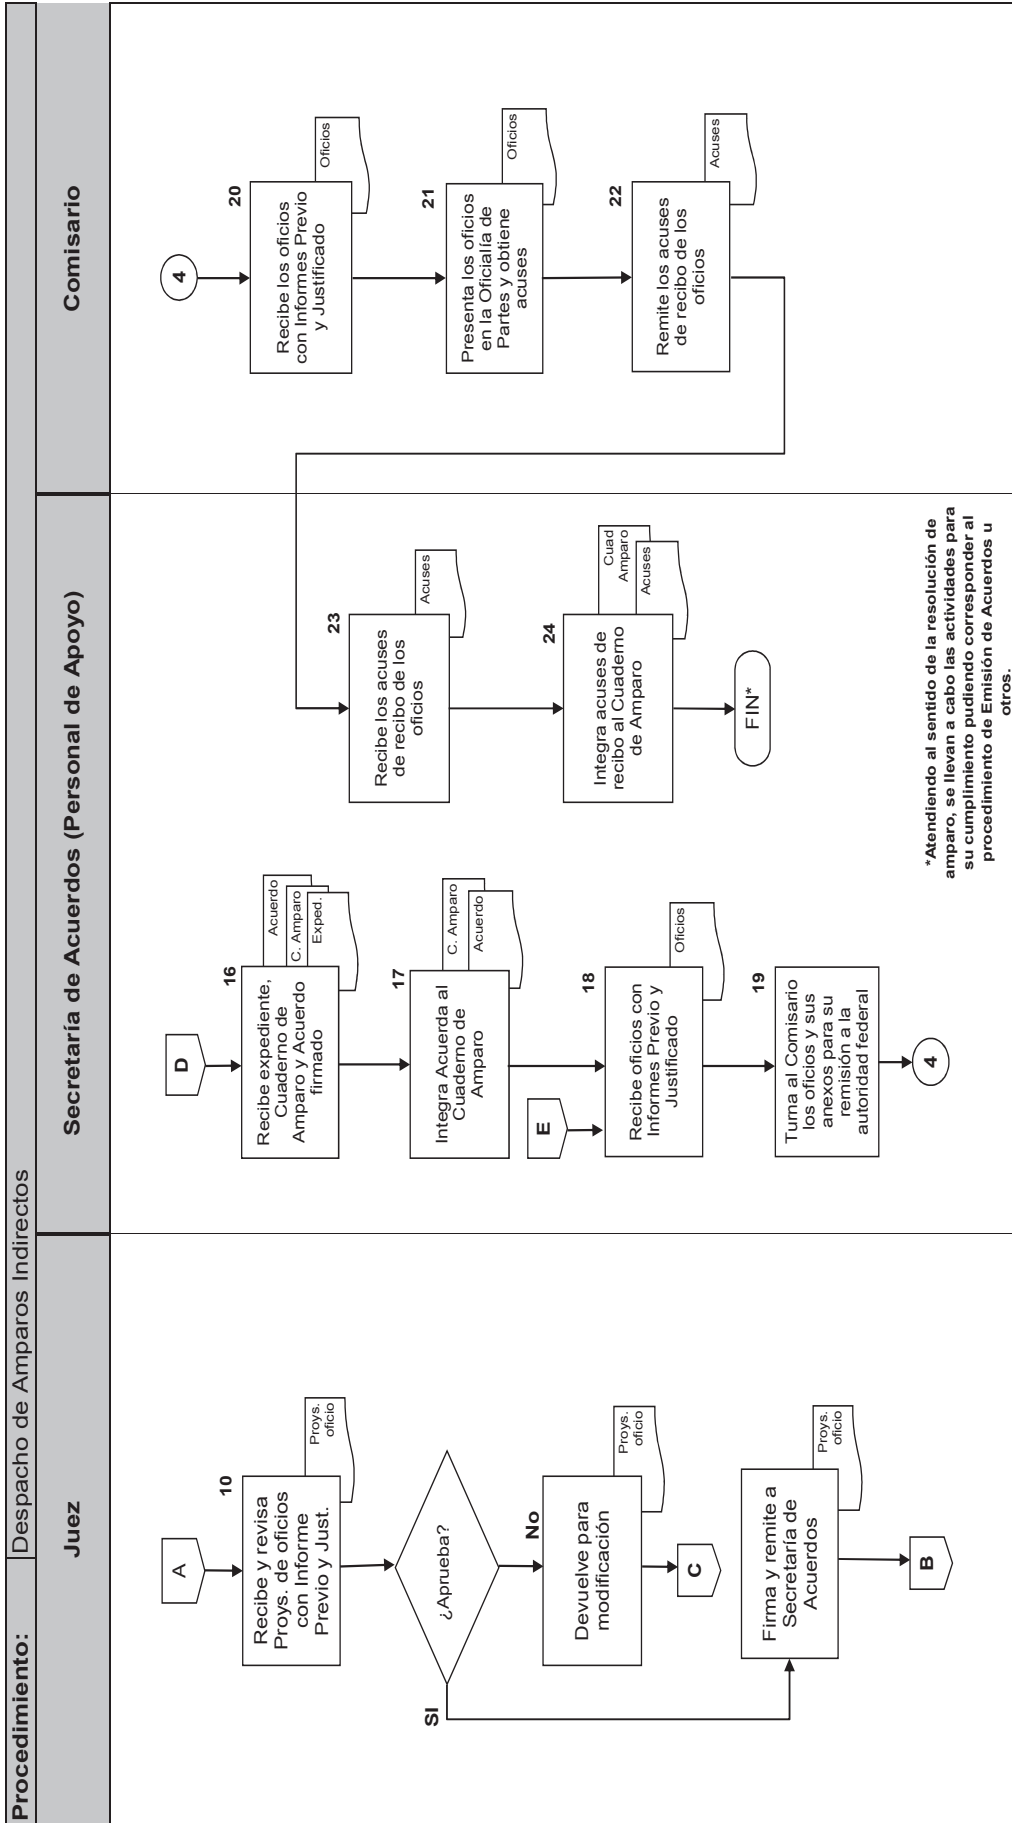 Procedimiento:
Despacho de Amparos Indirectos
Juez
Secretaría de Acuerdos (Personal de Apoyo)
Comisario
A
10
Recibe y revisa
Proys. de oficios
con Informe
Previo y Just.
Proys.
oficio
¿Aprueba?
SI
No
Devuelve para
modificación
Proys.
oficio
C
Firma y remite a
Secretaría de
Acuerdos
Proys.
oficio
B
D
16
Recibe expediente,
Cuaderno de
Amparo y Acuerdo
firmado
Acuerdo
C. Amparo
Exped.
17
Integra Acuerda al
Cuaderno de
Amparo
C. Amparo
Acuerdo
E
18
Recibe oficios con
Informes Previo y
Justificado
Oficios
19
Turna al Comisario
los oficios y sus
anexos para su
remisión a la
autoridad federal
4
23
Recibe los acuses
de recibo de los
oficios
Acuses
24
Integra acuses de
recibo al Cuaderno
de Amparo
Cuad
Amparo
Acuses
FIN*
*Atendiendo al sentido de la resolución de
amparo, se llevan a cabo las actividades para
su cumplimiento pudiendo corresponder al
procedimiento de Emisión de Acuerdos u
otros.
4
20
Recibe los oficios
con Informes Previo
y Justificado
Oficios
21
Presenta los oficios
en la Oficialía de
Partes y obtiene
acuses
Oficios
22
Remite los acuses
de recibo de los
oficios
Acuses